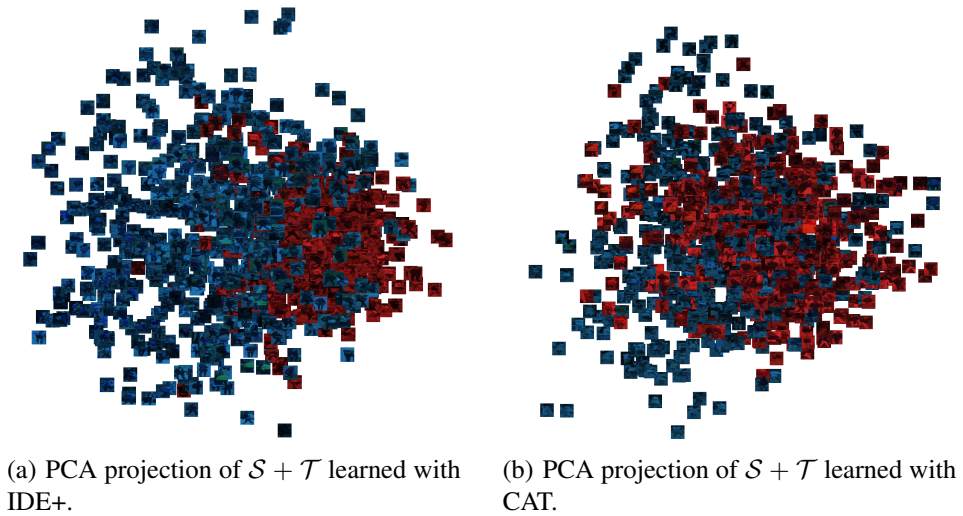 (a) PCA projection of 𝒮 + 𝒯 learned with
IDE+.
(b) PCA projection of 𝒮 + 𝒯 learned with
CAT.